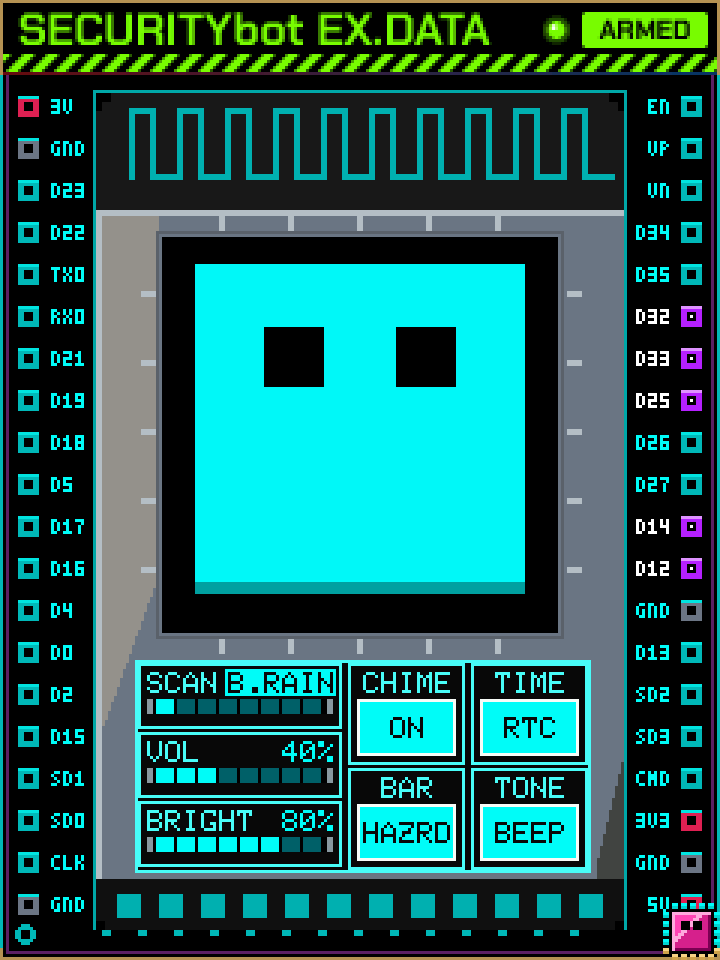 SECURITYbot EX.DATA ARMED
3V EN
GND VP
D23 VN
D22 D34
TX0 D35
RX0 D32
D21 D33
D19 D25
D18 D26
D5 D27
D17 D14
D16 D12
D4 GND
D0 D13
D2 SD2
D15 SD3
SD1 CMD
SD0 3V3
CLK GND
GND 5V
SCAN B.RAIN
VOL 40%
BRIGHT 80%
CHIME
ON
TIME
RTC
BAR
HAZRD
TONE
BEEP